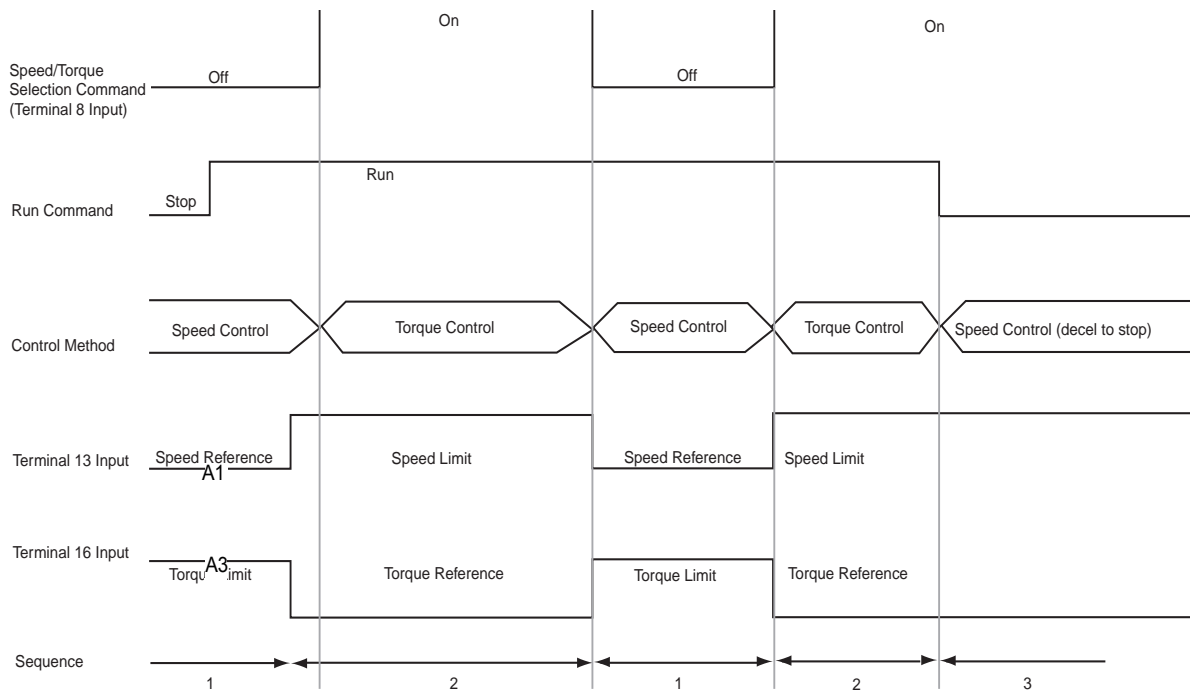 On
On
Speed/Torque
Selection Command
(Terminal 8 Input)
Off
Off
Run Command
Stop
Run
Control Method
Speed Control
Torque Control
Speed Control
Torque Control
Speed Control (decel to stop)
Terminal 13 Input
Speed Reference
A1
Speed Limit
Speed Reference
Speed Limit
Terminal 16 Input
A3
Torque Reference
Torque Limit
Torque Reference
Sequence
1
2
1
2
3